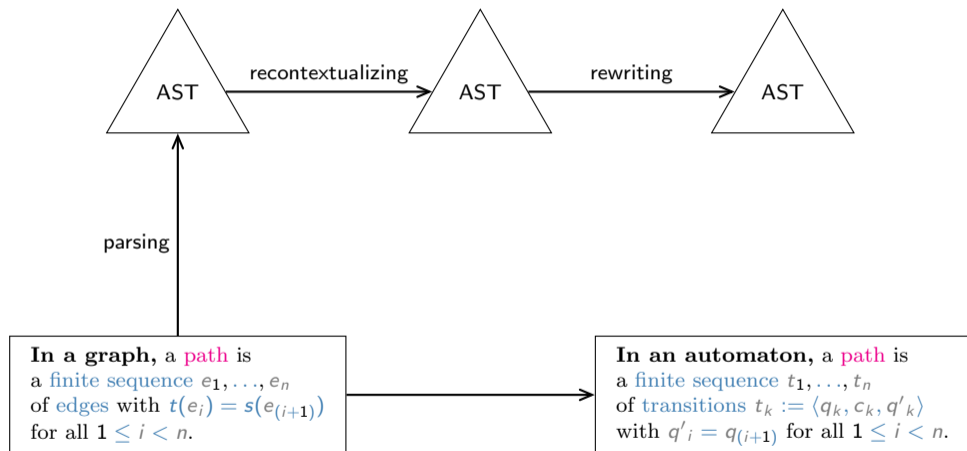 AST
recontextualizing
AST
rewriting
AST
parsing
In a graph, a path is
a finite sequence e₁,…,eₙ
of edges with t(eᵢ) = s(e₍ᵢ₊₁₎)
for all 1 ≤ i < n.
In an automaton, a path is
a finite sequence t₁,…,tₙ
of transitions tₖ := ⟨qₖ, cₖ, q′ₖ⟩
with q′ᵢ = q₍ᵢ₊₁₎ for all 1 ≤ i < n.